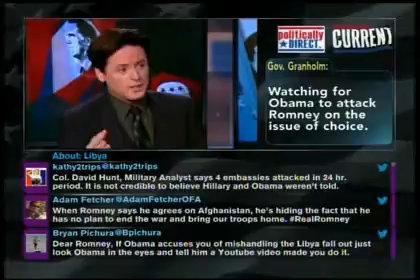 politically
DIRECT
CURRENT
Gov. Granholm:
Watching for
Obama to attack
Romney on the
issue of choice.
About: Libya
kathy2trips@kathy2trips
Col. David Hunt, Military Analyst says 4 embassies attacked in 24 hr.
period. It is not credible to believe Hillary and Obama weren't told.
Adam Fetcher@AdamFetcherOFA
When Romney says he agrees on Afghanistan, he's hiding the fact that he
has no plan to end the war and bring our troops home. #RealRomney
Bryan Pichura@Bpichura
Dear Romney, If Obama accuses you of mishandling the Libya fall out just
look Obama in the eyes and tell him a Youtube video made you do it.